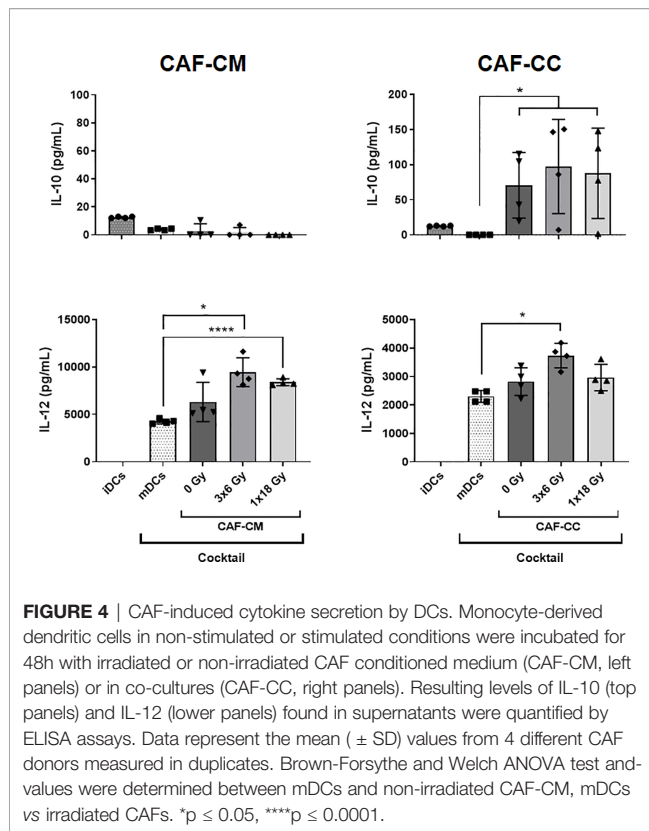 CAF-CM
CAF-CC
IL-10 (pg/mL)
100
80
60
40
20
0
IL-10 (pg/mL)
200
150
100
50
0
*
IL-12 (pg/mL)
15000
10000
5000
0
*
****
iDCs
mDCs
0 Gy
3x6 Gy
1x18 Gy
CAF-CM
Cocktail
IL-12 (pg/mL)
5000
4000
3000
2000
1000
0
*
iDCs
mDCs
0 Gy
3x6 Gy
1x18 Gy
CAF-CC
Cocktail
FIGURE 4 | CAF-induced cytokine secretion by DCs. Monocyte-derived
dendritic cells in non-stimulated or stimulated conditions were incubated for
48h with irradiated or non-irradiated CAF conditioned medium (CAF-CM, left
panels) or in co-cultures (CAF-CC, right panels). Resulting levels of IL-10 (top
panels) and IL-12 (lower panels) found in supernatants were quantified by
ELISA assays. Data represent the mean ( ± SD) values from 4 different CAF
donors measured in duplicates. Brown-Forsythe and Welch ANOVA test and-
values were determined between mDCs and non-irradiated CAF-CM, mDCs
vs irradiated CAFs. *p ≤ 0.05, ****p ≤ 0.0001.